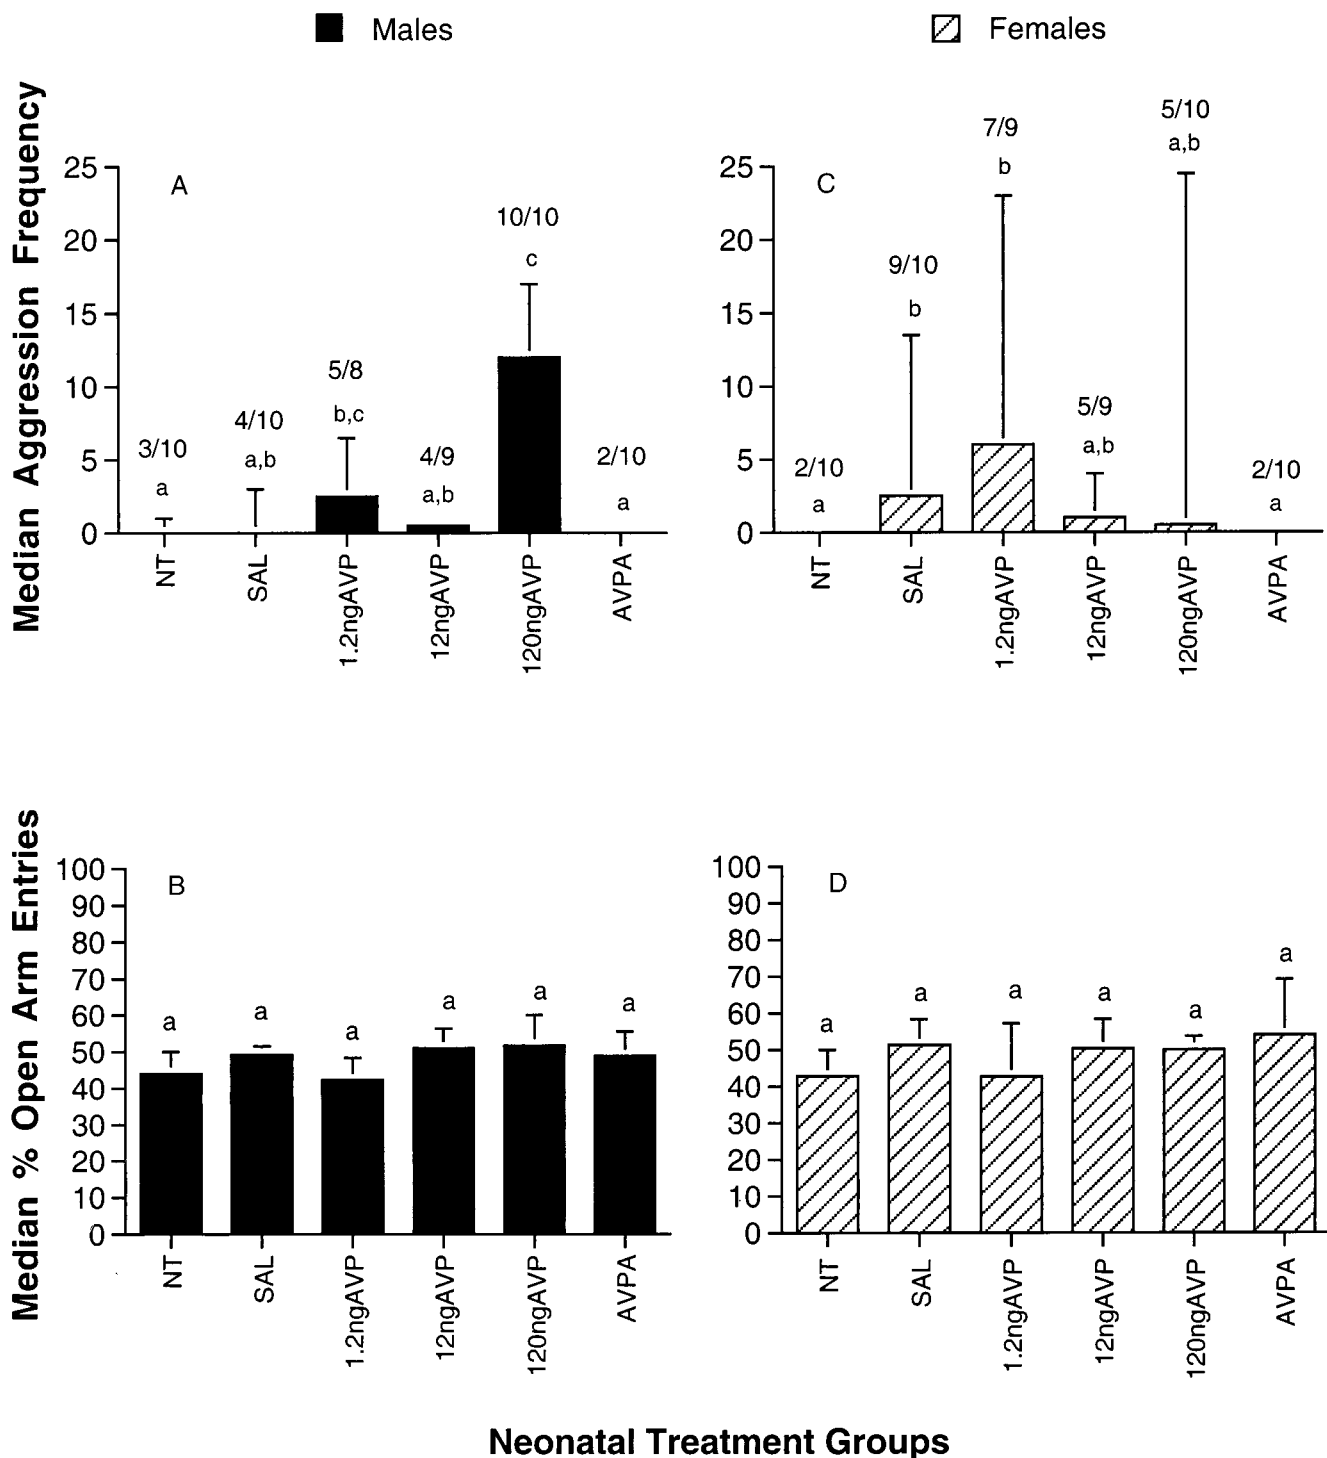 Males
Females
Median Aggression Frequency
25
20
15
10
5
0
A
3/10
a
4/10
a,b
5/8
b,c
4/9
a,b
10/10
c
2/10
a
NT
SAL
1.2ngAVP
12ngAVP
120ngAVP
AVPA
25
20
15
10
5
0
C
2/10
a
9/10
b
7/9
b
5/9
a,b
5/10
a,b
2/10
a
NT
SAL
1.2ngAVP
12ngAVP
120ngAVP
AVPA
Median % Open Arm Entries
100
90
80
70
60
50
40
30
20
10
0
B
a
a
a
a
a
a
NT
SAL
1.2ngAVP
12ngAVP
120ngAVP
AVPA
100
90
80
70
60
50
40
30
20
10
0
D
a
a
a
a
a
a
NT
SAL
1.2ngAVP
12ngAVP
120ngAVP
AVPA
Neonatal Treatment Groups